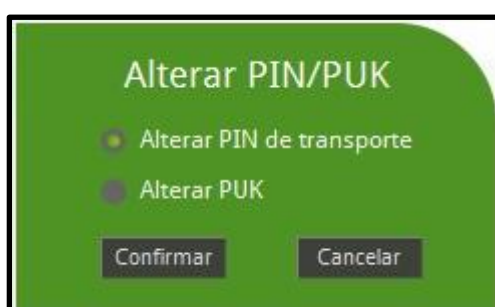 Alterar PIN/PUK
Alterar PIN de transporte
Alterar PUK
Confirmar Cancelar